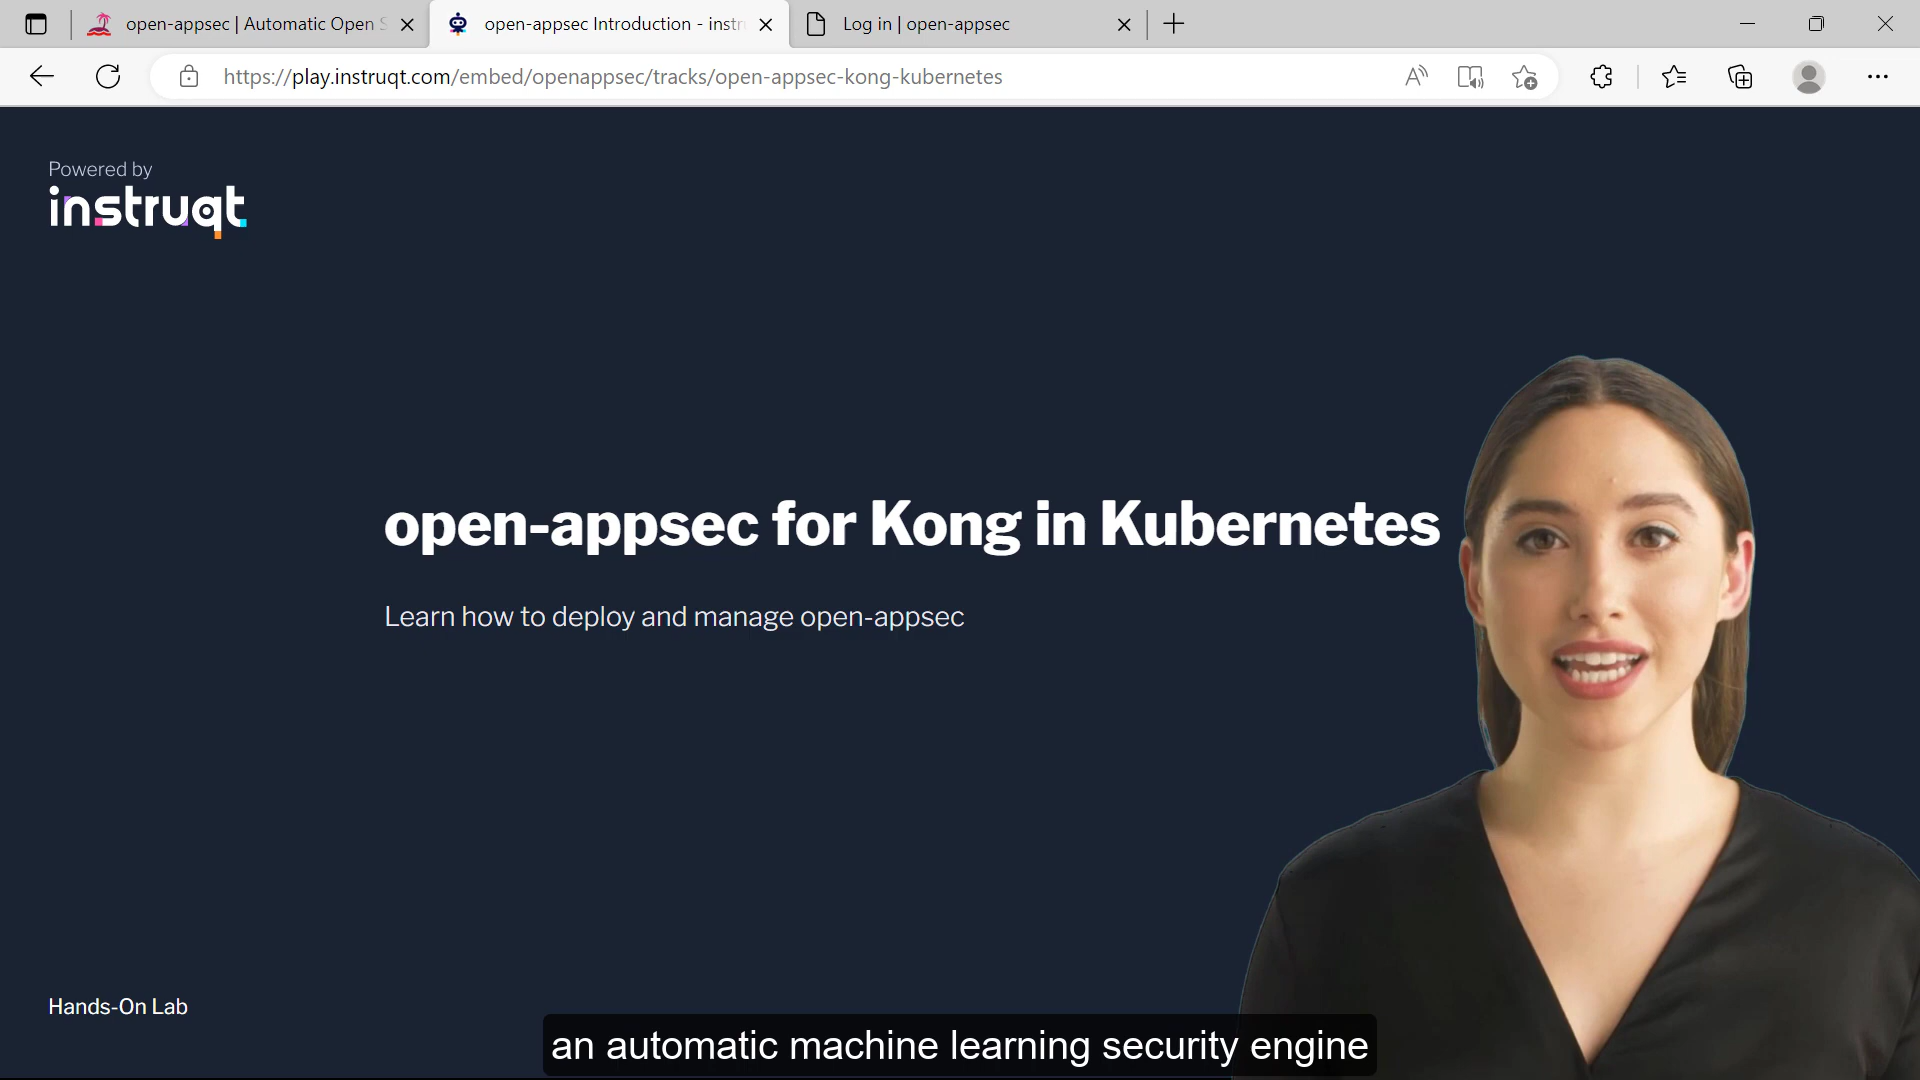 open-appsec | Automatic Open S
open-appsec Introduction - instr
Log in | open-appsec
https://play.instruqt.com/embed/openappsec/tracks/open-appsec-kong-kubernetes
Powered by
instruqt
open-appsec for Kong in Kubernetes
Learn how to deploy and manage open-appsec
Hands-On Lab
an automatic machine learning security engine